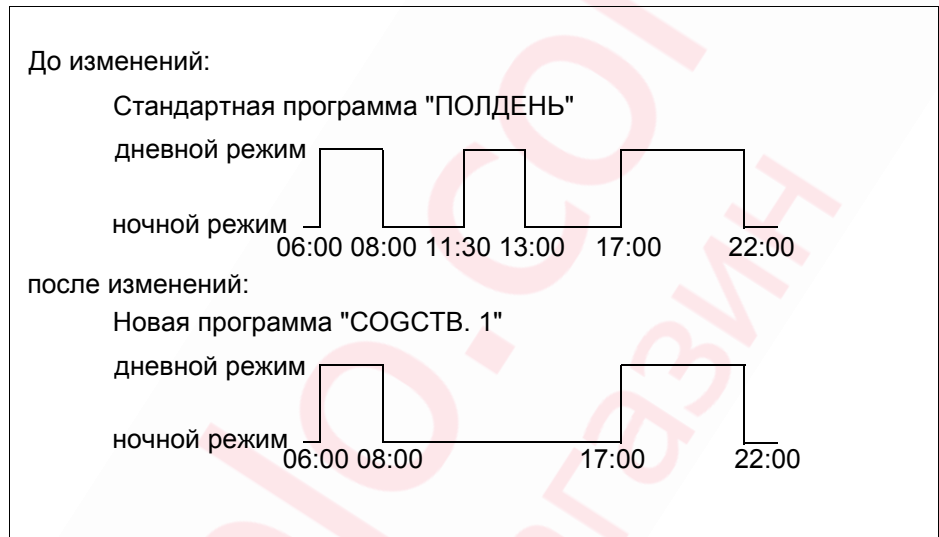 До изменений:
Стандартная программа "ПОЛДЕНЬ"
дневной режим
ночной режим
06:00 08:00 11:30 13:00 17:00 22:00
после изменений:
Новая программа "СОGСТВ. 1"
дневной режим
ночной режим
06:00 08:00 17:00 22:00